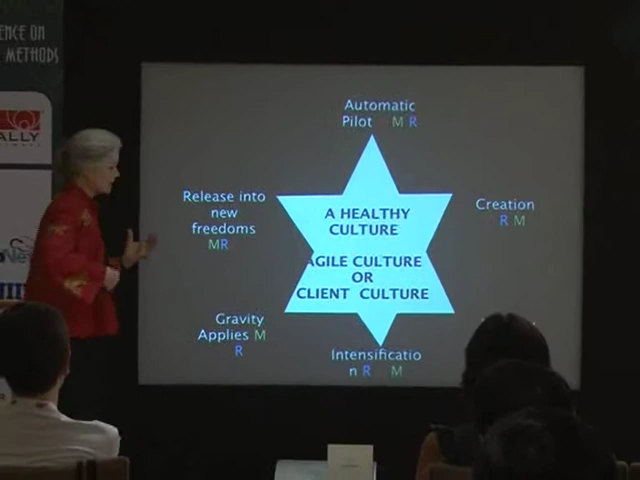 ENCE ON
METHODS
ALLY
Automatic
Pilot M R
Release into
new
freedoms
MR
Creation
R M
A HEALTHY
CULTURE
AGILE CULTURE
OR
CLIENT CULTURE
Gravity
Applies M
R
Intensificatio
n R M